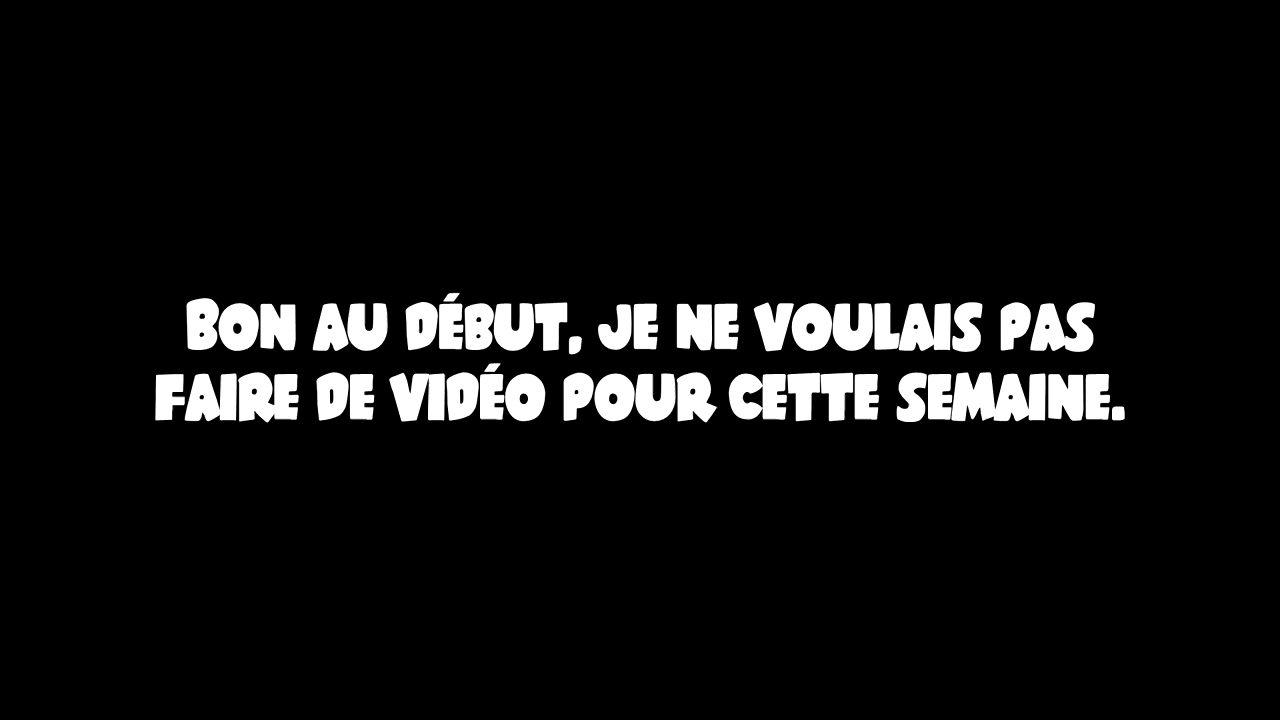 BON AU DÉBUT, JE NE VOULAIS PAS
FAIRE DE VIDÉO POUR CETTE SEMAINE.